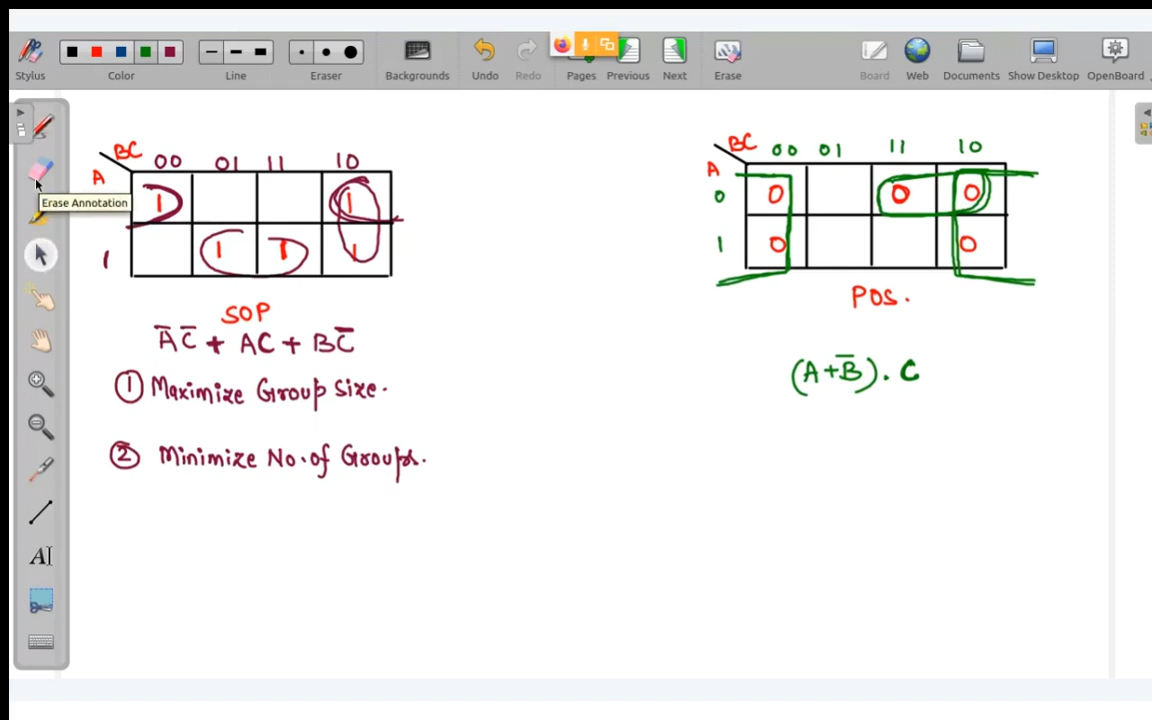 Stylus Color Line Eraser Backgrounds Undo Redo Pages Previous Next Erase Board Web Documents Show Desktop OpenBoard
BC 00 01 11 10
A
1 1
1 1 1 1
Erase Annotation
SOP
A̅ C̅ + AC + BC̅
① Maximize Group Size.
② Minimize No. of Groups.
BC 00 01 11 10
A
0 0 0 0
1 0 0
POS.
(A+B̅).C
AI